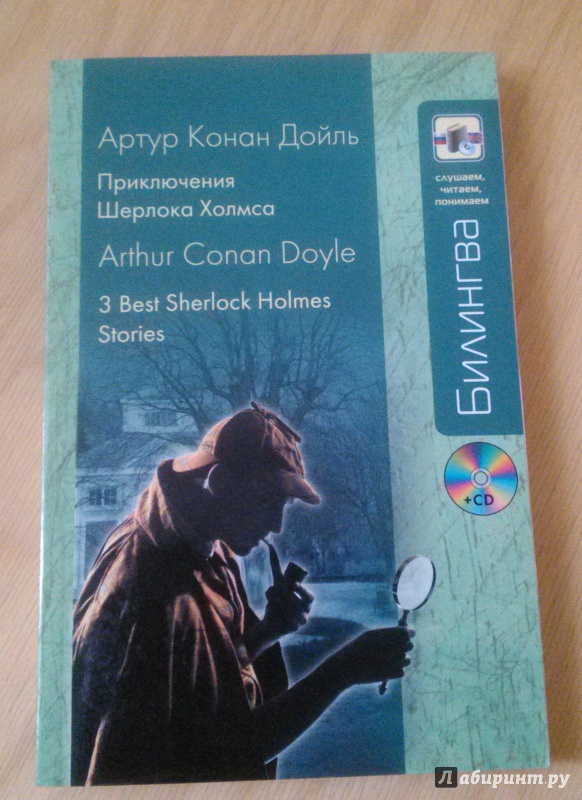 Артур Конан Дойль
Приключения
Шерлока Холмса
Arthur Conan Doyle
3 Best Sherlock Holmes
Stories
слушаем,
читаем,
понимаем
Билингва
+CD
Лабиринт.ру